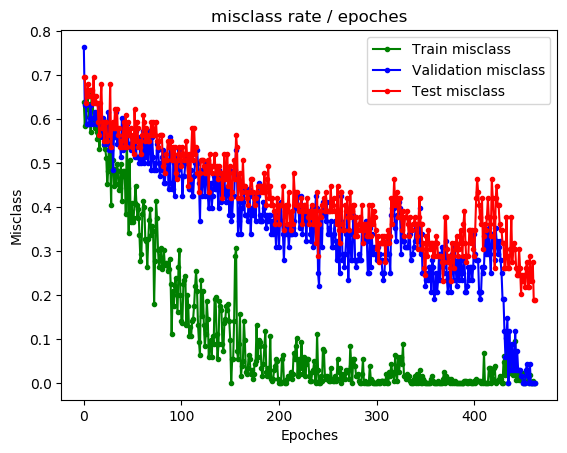 misclass rate / epoches
Train misclass
Validation misclass
Test misclass
Misclass
0.8
0.7
0.6
0.5
0.4
0.3
0.2
0.1
0.0
0 100 200 300 400
Epoches